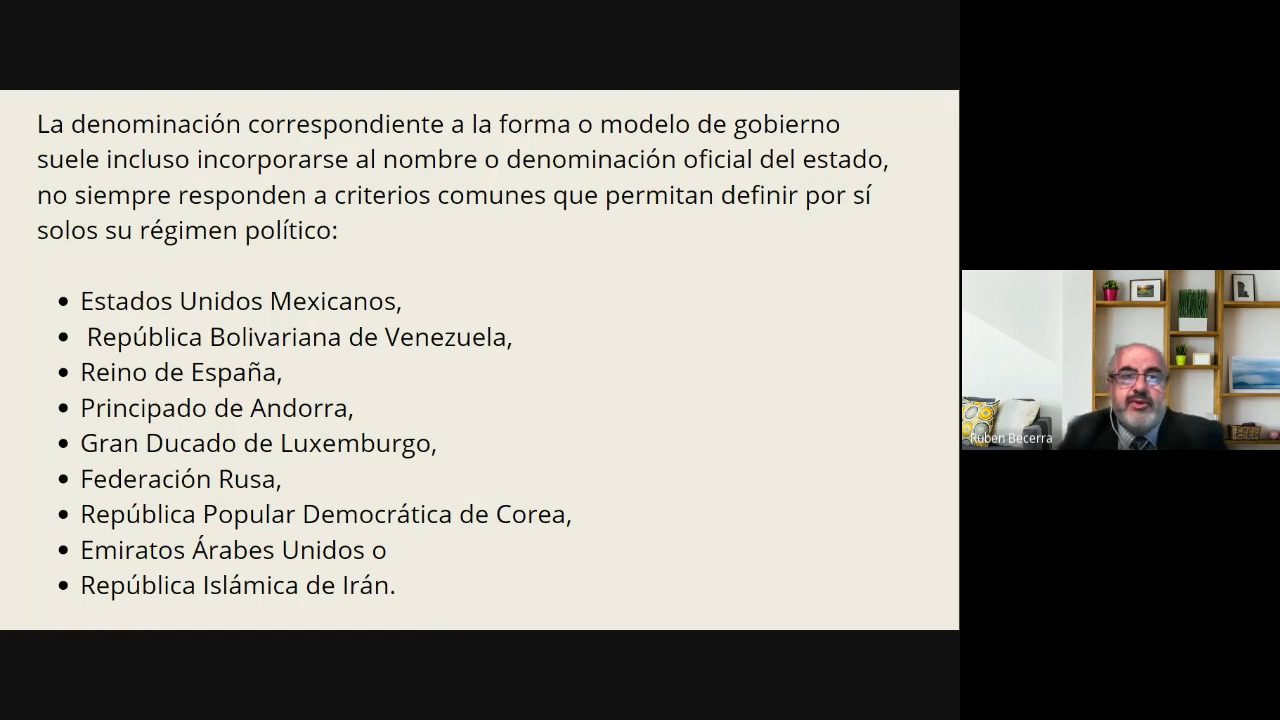 La denominación correspondiente a la forma o modelo de gobierno
suele incluso incorporarse al nombre o denominación oficial del estado,
no siempre responden a criterios comunes que permitan definir por sí
solos su régimen político:
• Estados Unidos Mexicanos,
• República Bolivariana de Venezuela,
• Reino de España,
• Principado de Andorra,
• Gran Ducado de Luxemburgo,
• Federación Rusa,
• República Popular Democrática de Corea,
• Emiratos Árabes Unidos o
• República Islámica de Irán.
Ruben Becerra